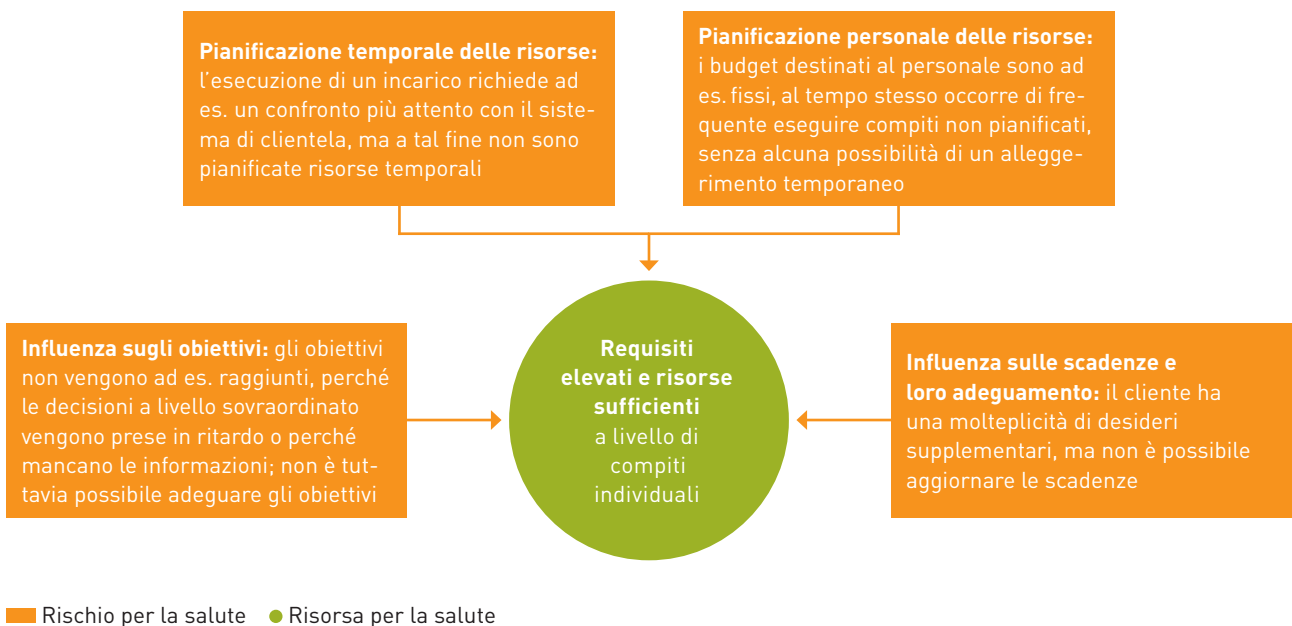 Pianificazione temporale delle risorse:
l'esecuzione di un incarico richiede ad
es. un confronto più attento con il siste-
ma di clientela, ma a tal fine non sono
pianificate risorse temporali
Pianificazione personale delle risorse:
i budget destinati al personale sono ad
es. fissi, al tempo stesso occorre di fre-
quente eseguire compiti non pianificati,
senza alcuna possibilità di un allegge-
rimento temporaneo
Influenza sugli obiettivi: gli obiettivi
non vengono ad es. raggiunti, perché
le decisioni a livello sovraordinato
vengono prese in ritardo o perché
mancano le informazioni; non è tut-
tavia possibile adeguare gli obiettivi
Requisiti
elevati e risorse
sufficienti
a livello di
compiti
individuali
Influenza sulle scadenze e
loro adeguamento: il cliente ha
una molteplicità di desideri
supplementari, ma non è possibile
aggiornare le scadenze
Rischio per la salute
Risorsa per la salute